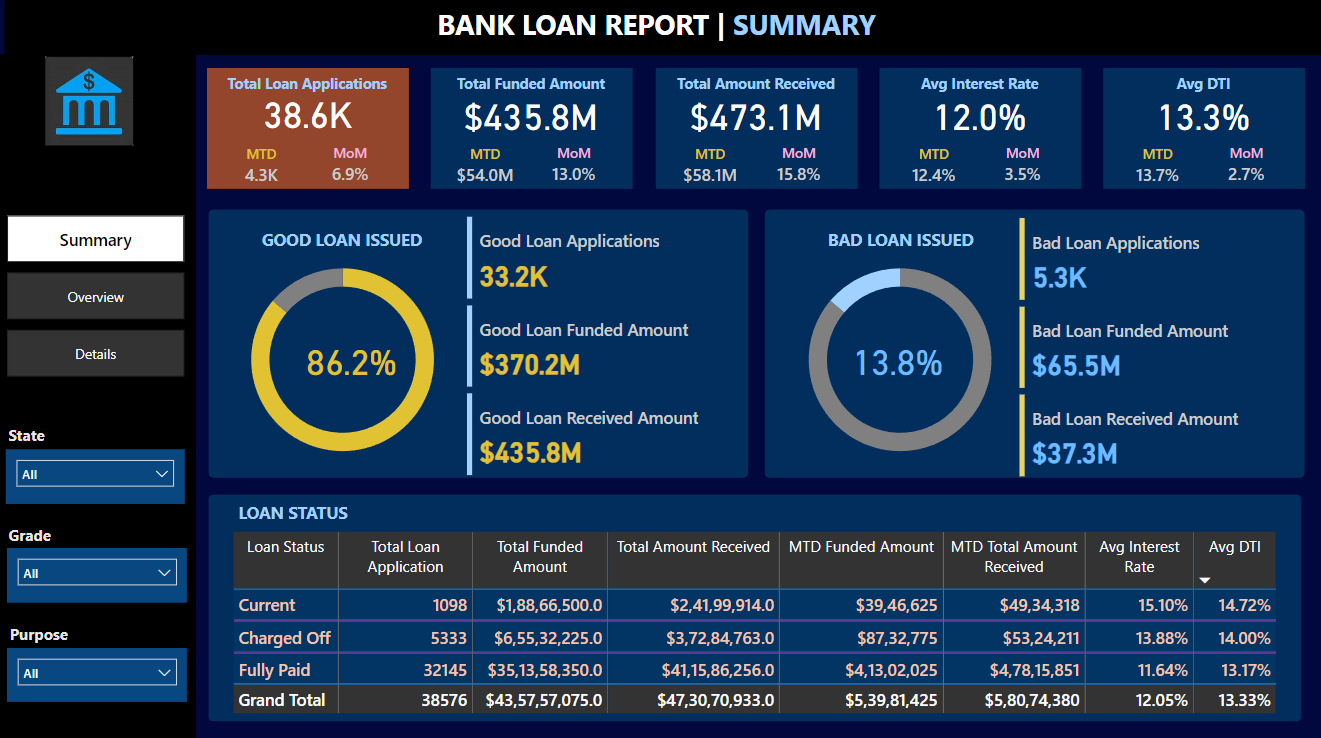 BANK LOAN REPORT | SUMMARY
$
Total Loan Applications
38.6K
MTD MoM
4.3K 6.9%
Total Funded Amount
$435.8M
MTD MoM
$54.0M 13.0%
Total Amount Received
$473.1M
MTD MoM
$58.1M 15.8%
Avg Interest Rate
12.0%
MTD MoM
12.4% 3.5%
Avg DTI
13.3%
MTD MoM
13.7% 2.7%
Summary
Overview
Details
State
All
Grade
All
Purpose
All
GOOD LOAN ISSUED
86.2%
Good Loan Applications
33.2K
Good Loan Funded Amount
$370.2M
Good Loan Received Amount
$435.8M
BAD LOAN ISSUED
13.8%
Bad Loan Applications
5.3K
Bad Loan Funded Amount
$65.5M
Bad Loan Received Amount
$37.3M
LOAN STATUS
Loan Status Total Loan Application Total Funded Amount Total Amount Received MTD Funded Amount MTD Total Amount Received Avg Interest Rate Avg DTI
Current 1098 $1,88,66,500.0 $2,41,99,914.0 $39,46,625 $49,34,318 15.10% 14.72%
Charged Off 5333 $6,55,32,225.0 $3,72,84,763.0 $87,32,775 $53,24,211 13.88% 14.00%
Fully Paid 32145 $35,13,58,350.0 $41,15,86,256.0 $4,13,02,025 $4,78,15,851 11.64% 13.17%
Grand Total 38576 $43,57,57,075.0 $47,30,70,933.0 $5,39,81,425 $5,80,74,380 12.05% 13.33%